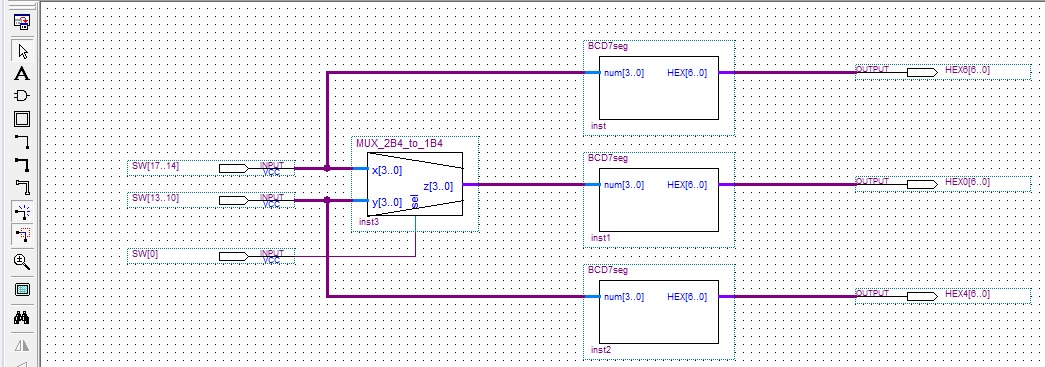 BCD7seg
num[3..0] HEX[6..0]
OUTPUT HEX6[6..0]
inst
MUX_2B4_to_1B4
SW[17..14] INPUT VCC
x[3..0]
z[3..0]
SW[13..10] INPUT VCC
y[3..0]
sel
inst3
BCD7seg
num[3..0] HEX[6..0]
OUTPUT HEX0[6..0]
inst1
SW[0] INPUT VCC
BCD7seg
num[3..0] HEX[6..0]
OUTPUT HEX4[6..0]
inst2